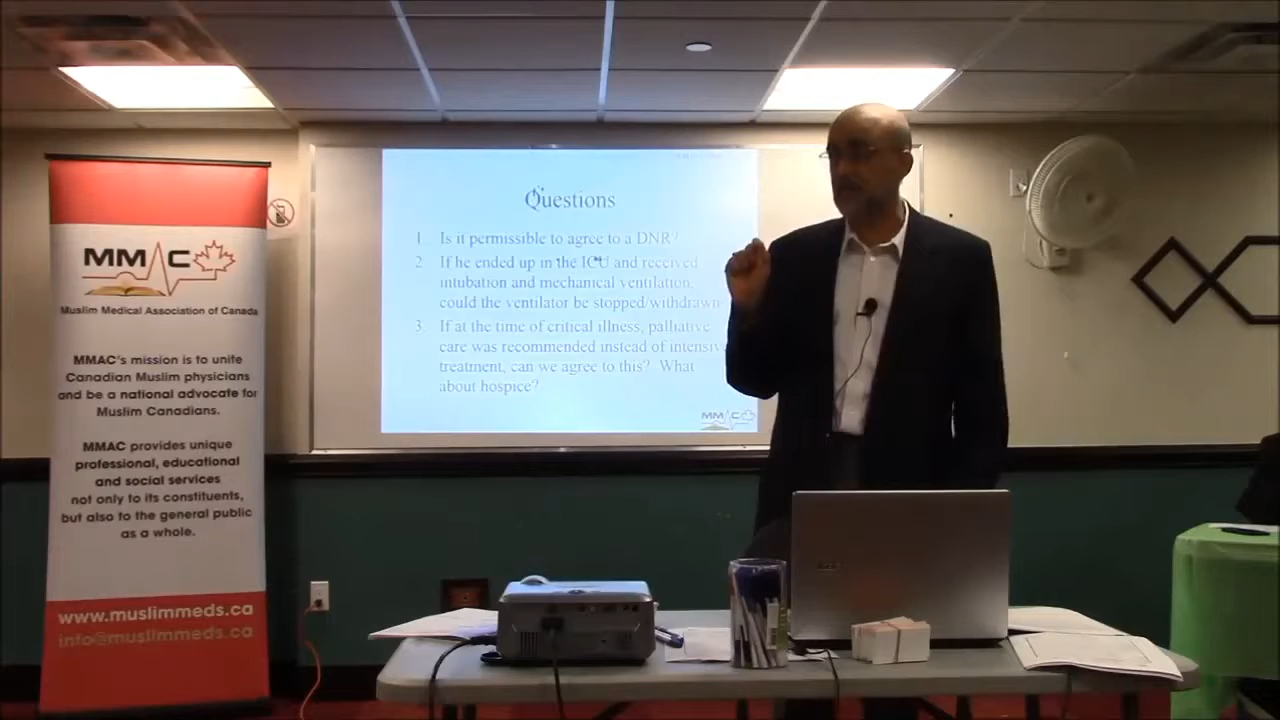 MMAC
Muslim Medical Association of Canada
MMAC's mission is to unite
Canadian Muslim physicians
and be a national advocate for
Muslim Canadians.
MMAC provides unique
professional, educational
and social services
not only to its constituents,
but also to the general public
as a whole.
www.muslimmeds.ca
info@muslimmeds.ca
Questions
1. Is it permissible to agree to a DNR?
2. If he ended up in the ICU and received
intubation and mechanical ventilation,
could the ventilator be stopped/withdrawn
3. If at the time of critical illness, palliative
care was recommended instead of intensiv
treatment, can we agree to this? What
about hospice?
MMAC
acer